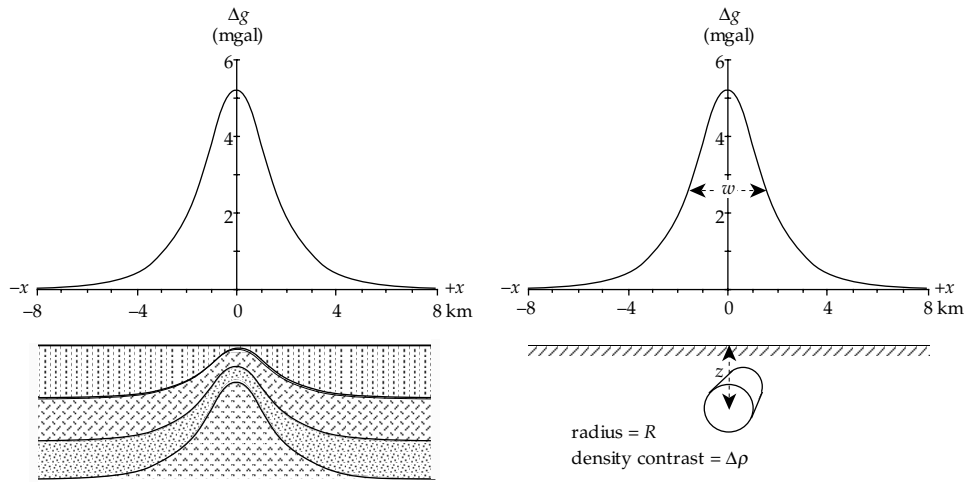 Δg
(mgal)
6
4
2
–x
+x
–8
–4
0
4
8 km
Δg
(mgal)
6
4
2
w
–x
+x
–8
–4
0
4
8 km
z
radius = R
density contrast = Δρ